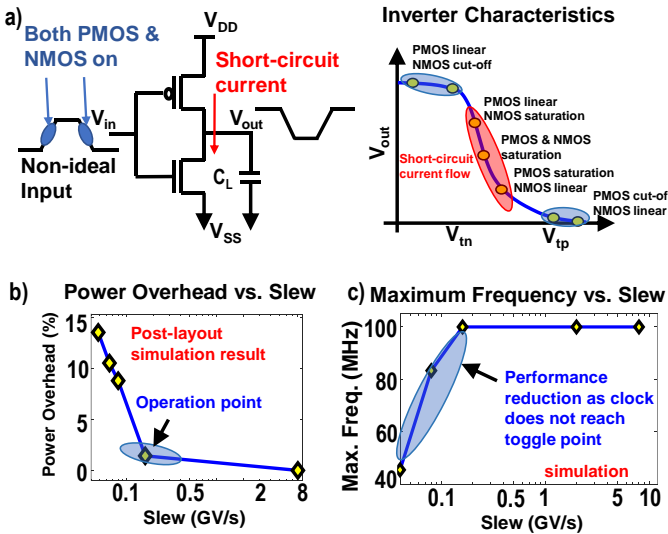 a)
Both PMOS &
NMOS on
V_in
Non-ideal
Input
V_DD
Short-circuit
current
V_out
C_L
V_SS
Inverter Characteristics
PMOS linear
NMOS cut-off
PMOS linear
NMOS saturation
PMOS & NMOS
saturation
PMOS saturation
NMOS linear
PMOS cut-of
NMOS linear
Short-circuit
current flow
V_out
V_tn
V_tp
b)
Power Overhead vs. Slew
Power Overhead (%)
15
10
5
0
Post-layout
simulation result
Operation point
0.1
0.5
2
8
Slew (GV/s)
c)
Maximum Frequency vs. Slew
Max. Freq. (MHz)
100
80
60
40
Performance
reduction as clock
does not reach
toggle point
simulation
0.1
0.5
1
5
10
Slew (GV/s)